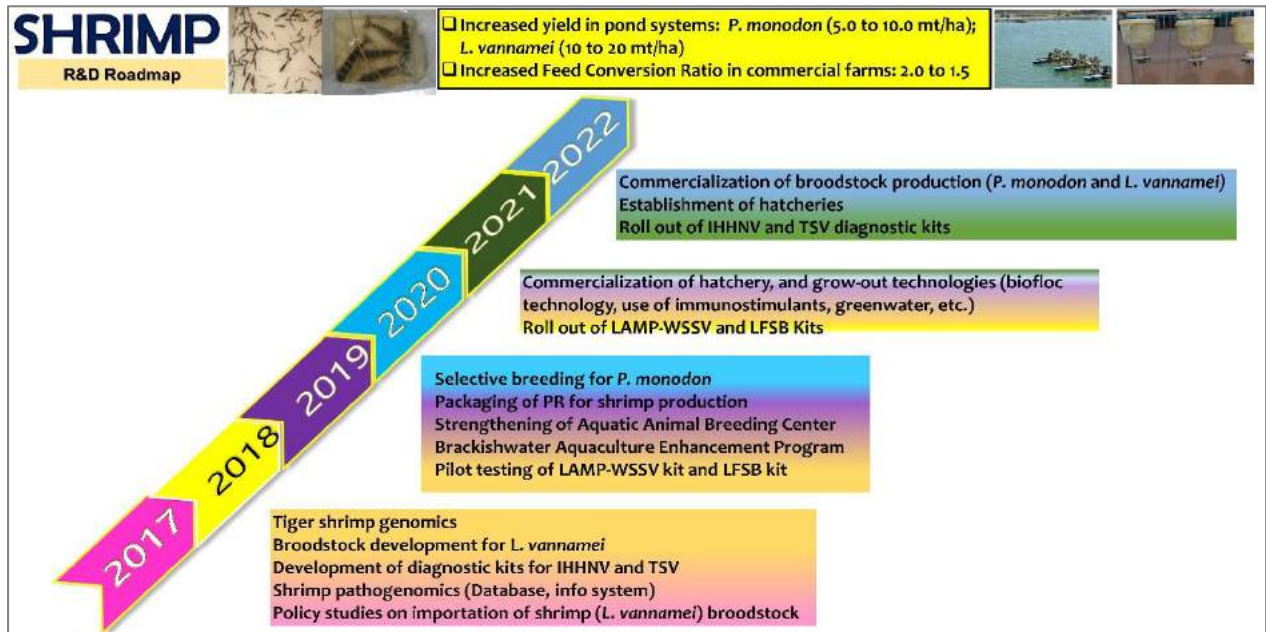 SHRIMP
R&D Roadmap
❑ Increased yield in pond systems: P. monodon (5.0 to 10.0 mt/ha);
L. vannamei (10 to 20 mt/ha)
❑ Increased Feed Conversion Ratio in commercial farms: 2.0 to 1.5
2022
2021
2020
2019
2018
2017
Commercialization of broodstock production (P. monodon and L. vannamei)
Establishment of hatcheries
Roll out of IHHNV and TSV diagnostic kits
Commercialization of hatchery, and grow-out technologies (biofloc
technology, use of immunostimulants, greenwater, etc.)
Roll out of LAMP-WSSV and LFSB Kits
Selective breeding for P. monodon
Packaging of PR for shrimp production
Strengthening of Aquatic Animal Breeding Center
Brackishwater Aquaculture Enhancement Program
Pilot testing of LAMP-WSSV kit and LFSB kit
Tiger shrimp genomics
Broodstock development for L. vannamei
Development of diagnostic kits for IHHNV and TSV
Shrimp pathogenomics (Database, info system)
Policy studies on importation of shrimp (L. vannamei) broodstock